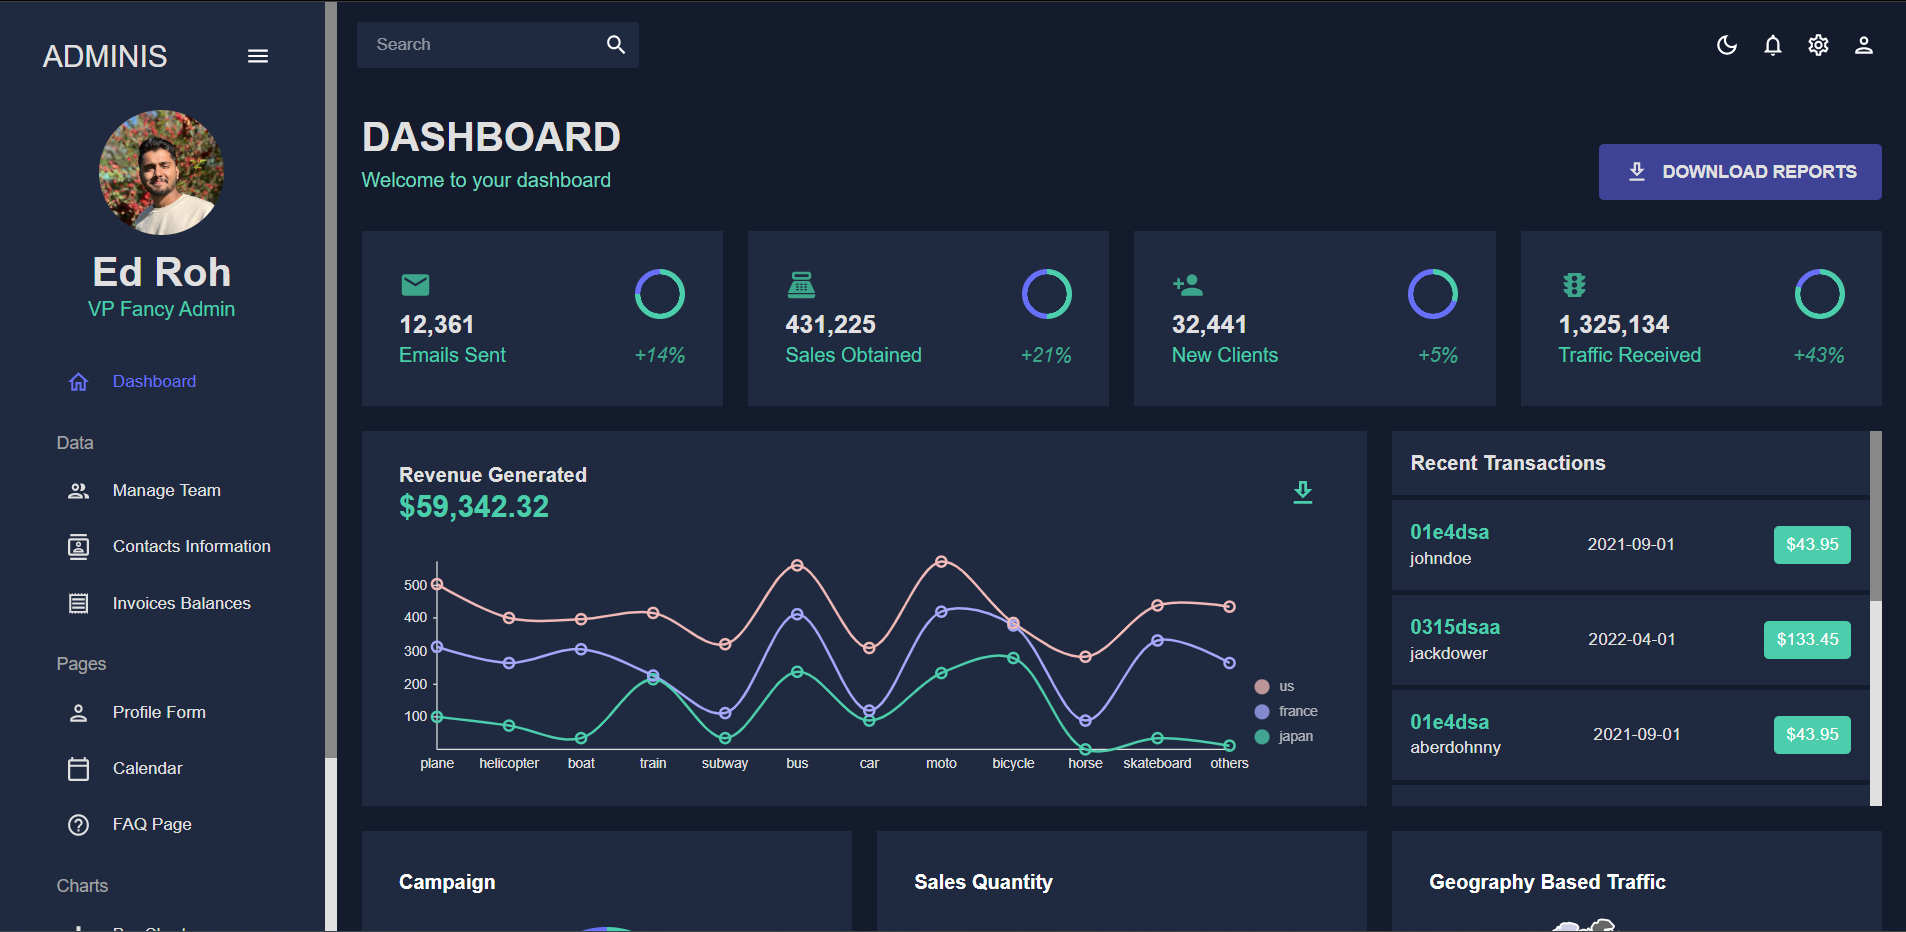 ADMINIS
Ed Roh
VP Fancy Admin
Dashboard
Data
Manage Team
Contacts Information
Invoices Balances
Pages
Profile Form
Calendar
FAQ Page
Charts
Search
DASHBOARD
Welcome to your dashboard
DOWNLOAD REPORTS
12,361
Emails Sent +14%
431,225
Sales Obtained +21%
32,441
New Clients +5%
1,325,134
Traffic Received +43%
Revenue Generated
$59,342.32
500
400
300
200
100
plane helicopter boat train subway bus car moto bicycle horse skateboard others
us
france
japan
Recent Transactions
01e4dsa
johndoe
2021-09-01
$43.95
0315dsaa
jackdower
2022-04-01
$133.45
01e4dsa
aberdohnny
2021-09-01
$43.95
Campaign
Sales Quantity
Geography Based Traffic